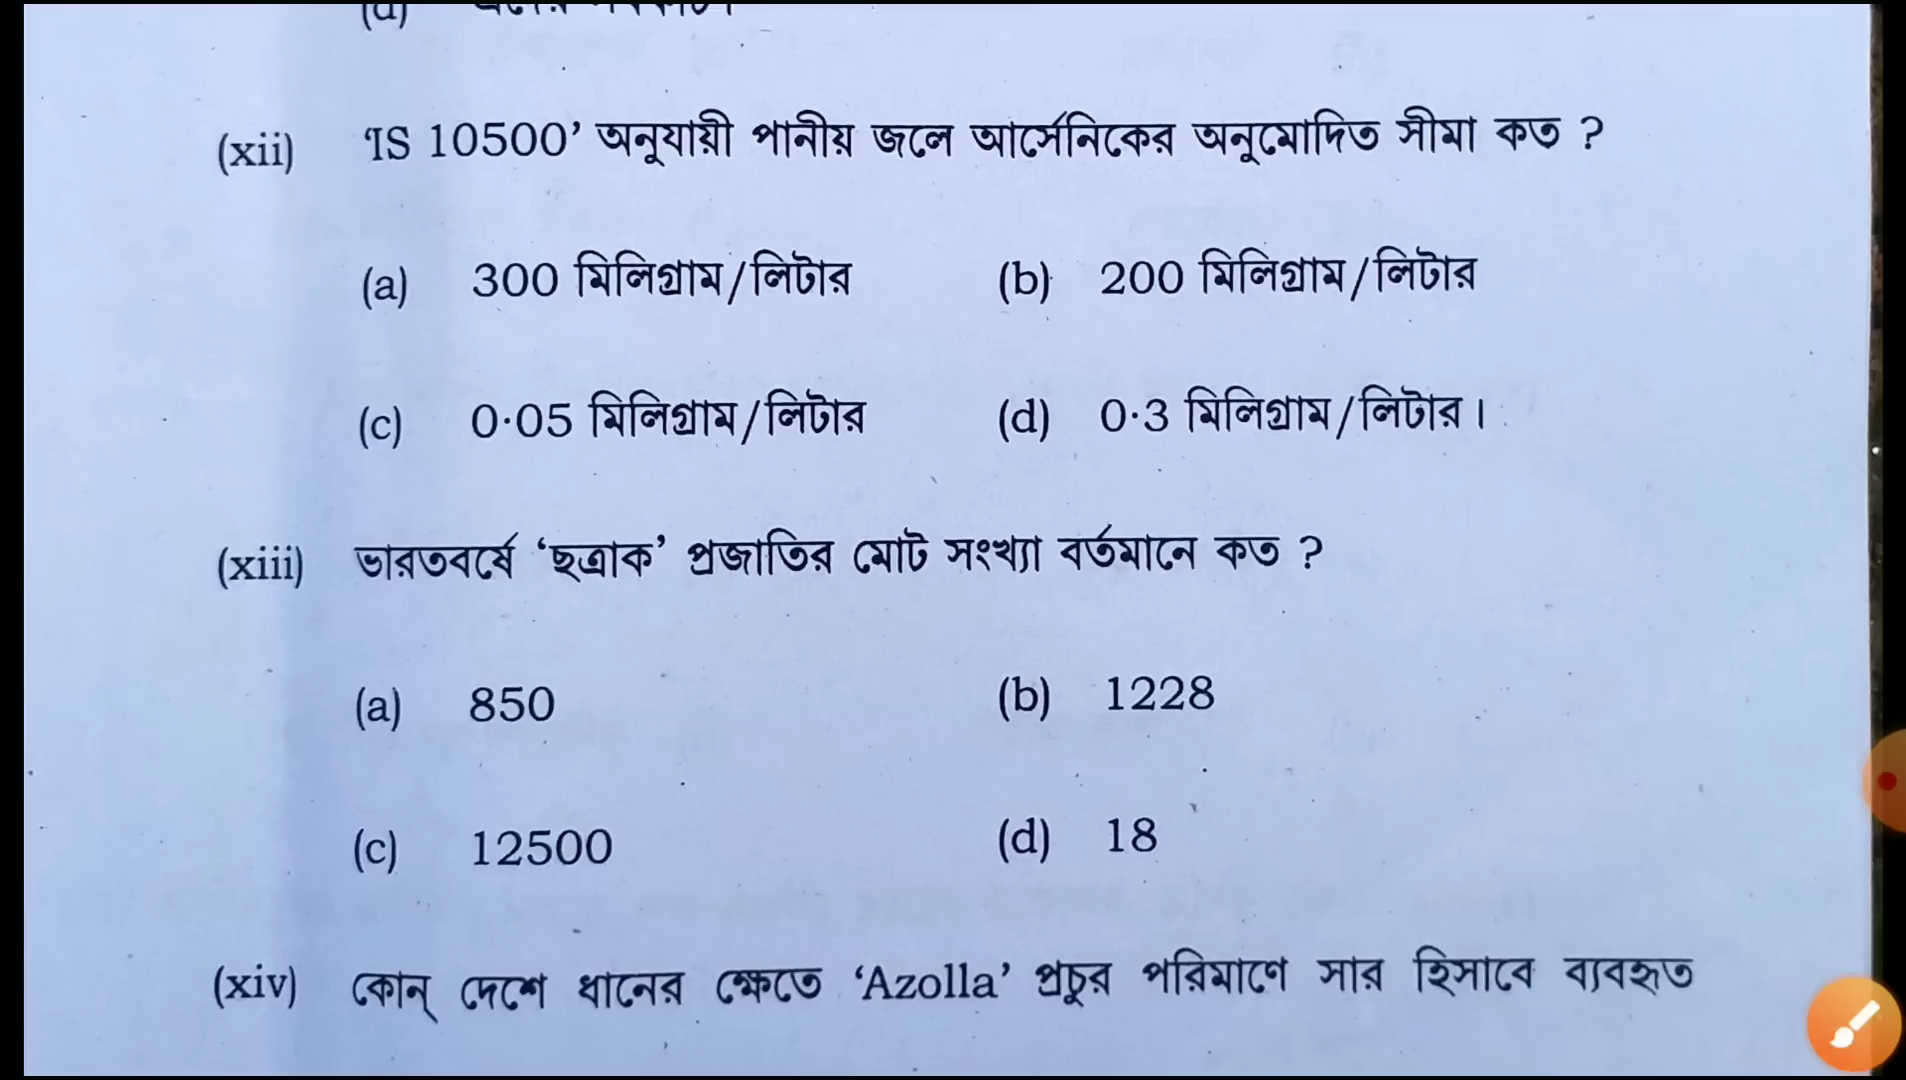 (d)
(xii) 'IS 10500' অনুযায়ী পানীয় জলে আর্সেনিকের অনুমোদিত সীমা কত ?
(a) 300 মিলিগ্রাম/লিটার (b) 200 মিলিগ্রাম/লিটার
(c) 0·05 মিলিগ্রাম/লিটার (d) 0·3 মিলিগ্রাম/লিটার।
(xiii) ভারতবর্ষে 'ছত্রাক' প্রজাতির মোট সংখ্যা বর্তমানে কত ?
(a) 850 (b) 1228
(c) 12500 (d) 18
(xiv) কোন্ দেশে ধানের ক্ষেতে 'Azolla' প্রচুর পরিমাণে সার হিসাবে ব্যবহৃত